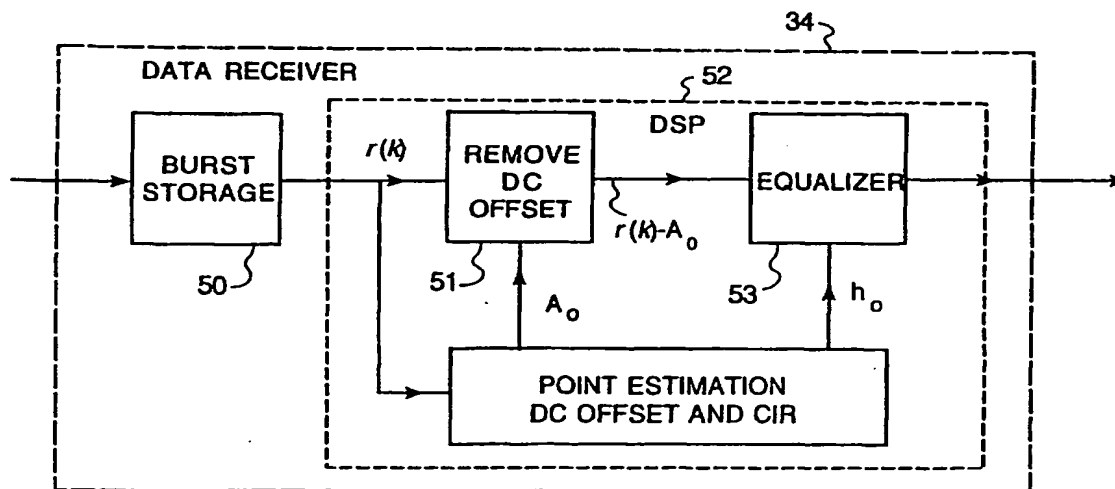 34
DATA RECEIVER
52
DSP
BURST
STORAGE
r(k)
REMOVE
DC
OFFSET
r(k)-A₀
EQUALIZER
50
51
A₀
53
h₀
POINT ESTIMATION
DC OFFSET AND CIR